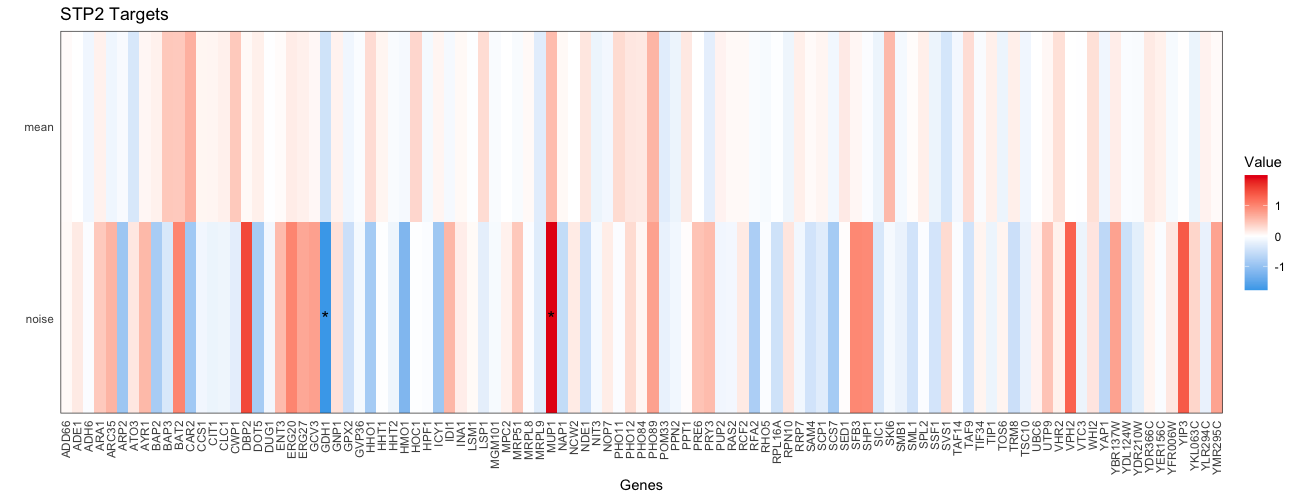 STP2 Targets
mean
noise
*
*
ADD66
ADE1
ADH6
ARA1
ARC35
ARP2
ATO3
AYR1
BAP2
BAP3
BAT2
CAR2
CCS1
CIT1
CLC1
CWP1
DBP2
DOT5
DUG1
ENT3
ERG20
ERG27
GCV3
GDH1
GNP1
GPX2
GVP36
HHO1
HHT1
HHT2
HMO1
HOC1
HPF1
ICY1
IDI1
INA1
LSM1
LSP1
MGM101
MPC2
MRP51
MRPL8
MRPL9
MUP1
NAP1
NCW2
NDE1
NIT3
NOP7
PHO11
PHO12
PHO84
PHO89
POM33
PPN1
PPT1
PRE6
PRY3
PUP2
RAS2
RCF2
RFA2
RHO5
RPL16A
RPN10
RRP7
SAM4
SCP1
SCS7
SED1
SFB3
SHP1
SIC1
SKI6
SMB1
SML1
SPL2
SSF1
SVS1
TAF14
TAF9
TIF34
TIP1
TOS6
TRM8
TSC10
UBC6
UTP9
VHR2
VPH2
VTC3
WHI2
YAP1
YBR137W
YDL124W
YDR210W
YDR366C
YER156C
YFR006W
YIP3
YKL063C
YLR294C
YMR295C
Genes
Value
1
0
-1